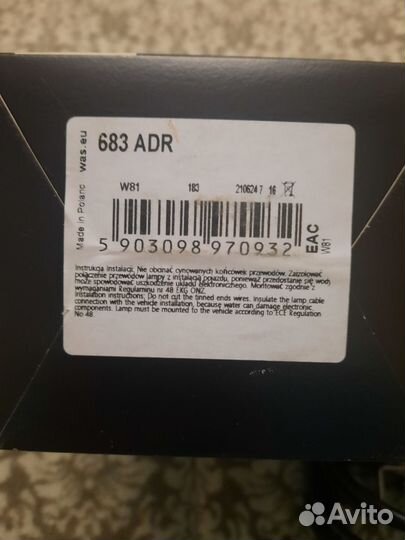 683 ADR
Made in Poland was.eu
W81 183 210624 7 16
5 903098 970932
EAC
W81
Instrukcja instalacji: Nie obcinać cynowanych końcówek przewodów. Zaizolować
połączenie przewodów lampy z instalacją pojazdu, ponieważ przedostanie się wody
może spowodować uszkodzenie układu elektronicznego. Montować zgodnie z
wymaganiami Regulaminu nr 48 EKG ONZ.
Installation instructions: Do not cut the tinned ends wires. Insulate the lamp cable
connection with the vehicle installation, because water can damage electronic
components. Lamp must be mounted to the vehicle according to ECE Regulation
No 48.
Avito